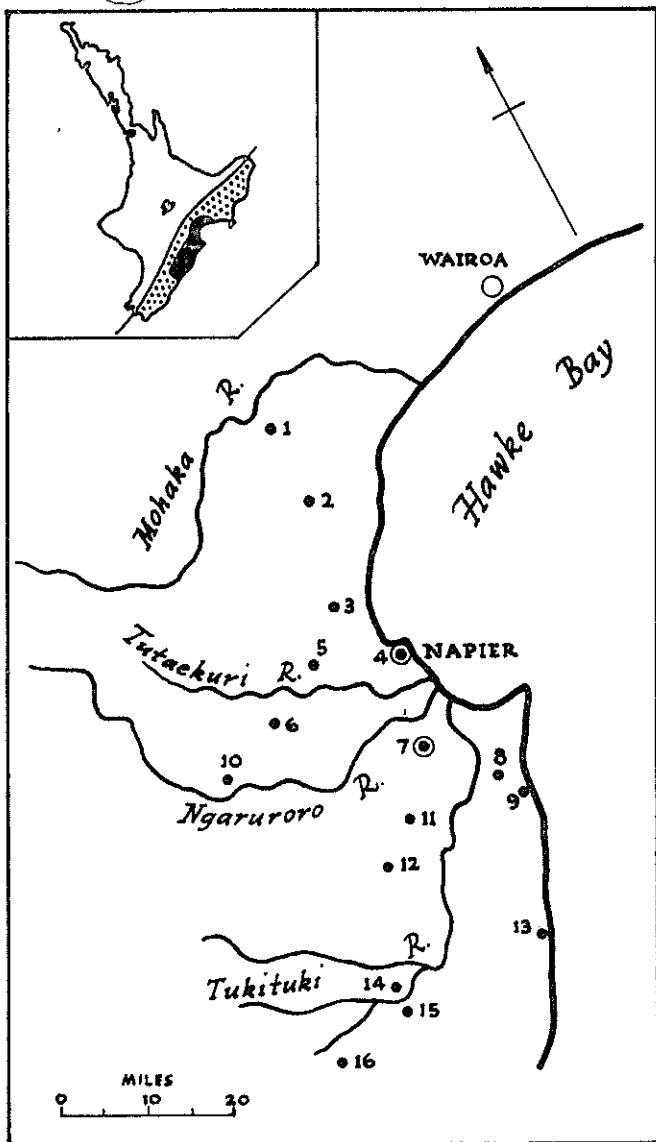 WAIROA
Hawke Bay
Mohaka R.
1
2
3
Tutaekuri R.
5
4 NAPIER
6
7
8
9
10
Ngaruroro R.
11
12
13
Tukituki R.
14
15
16
MILES
0 10 20